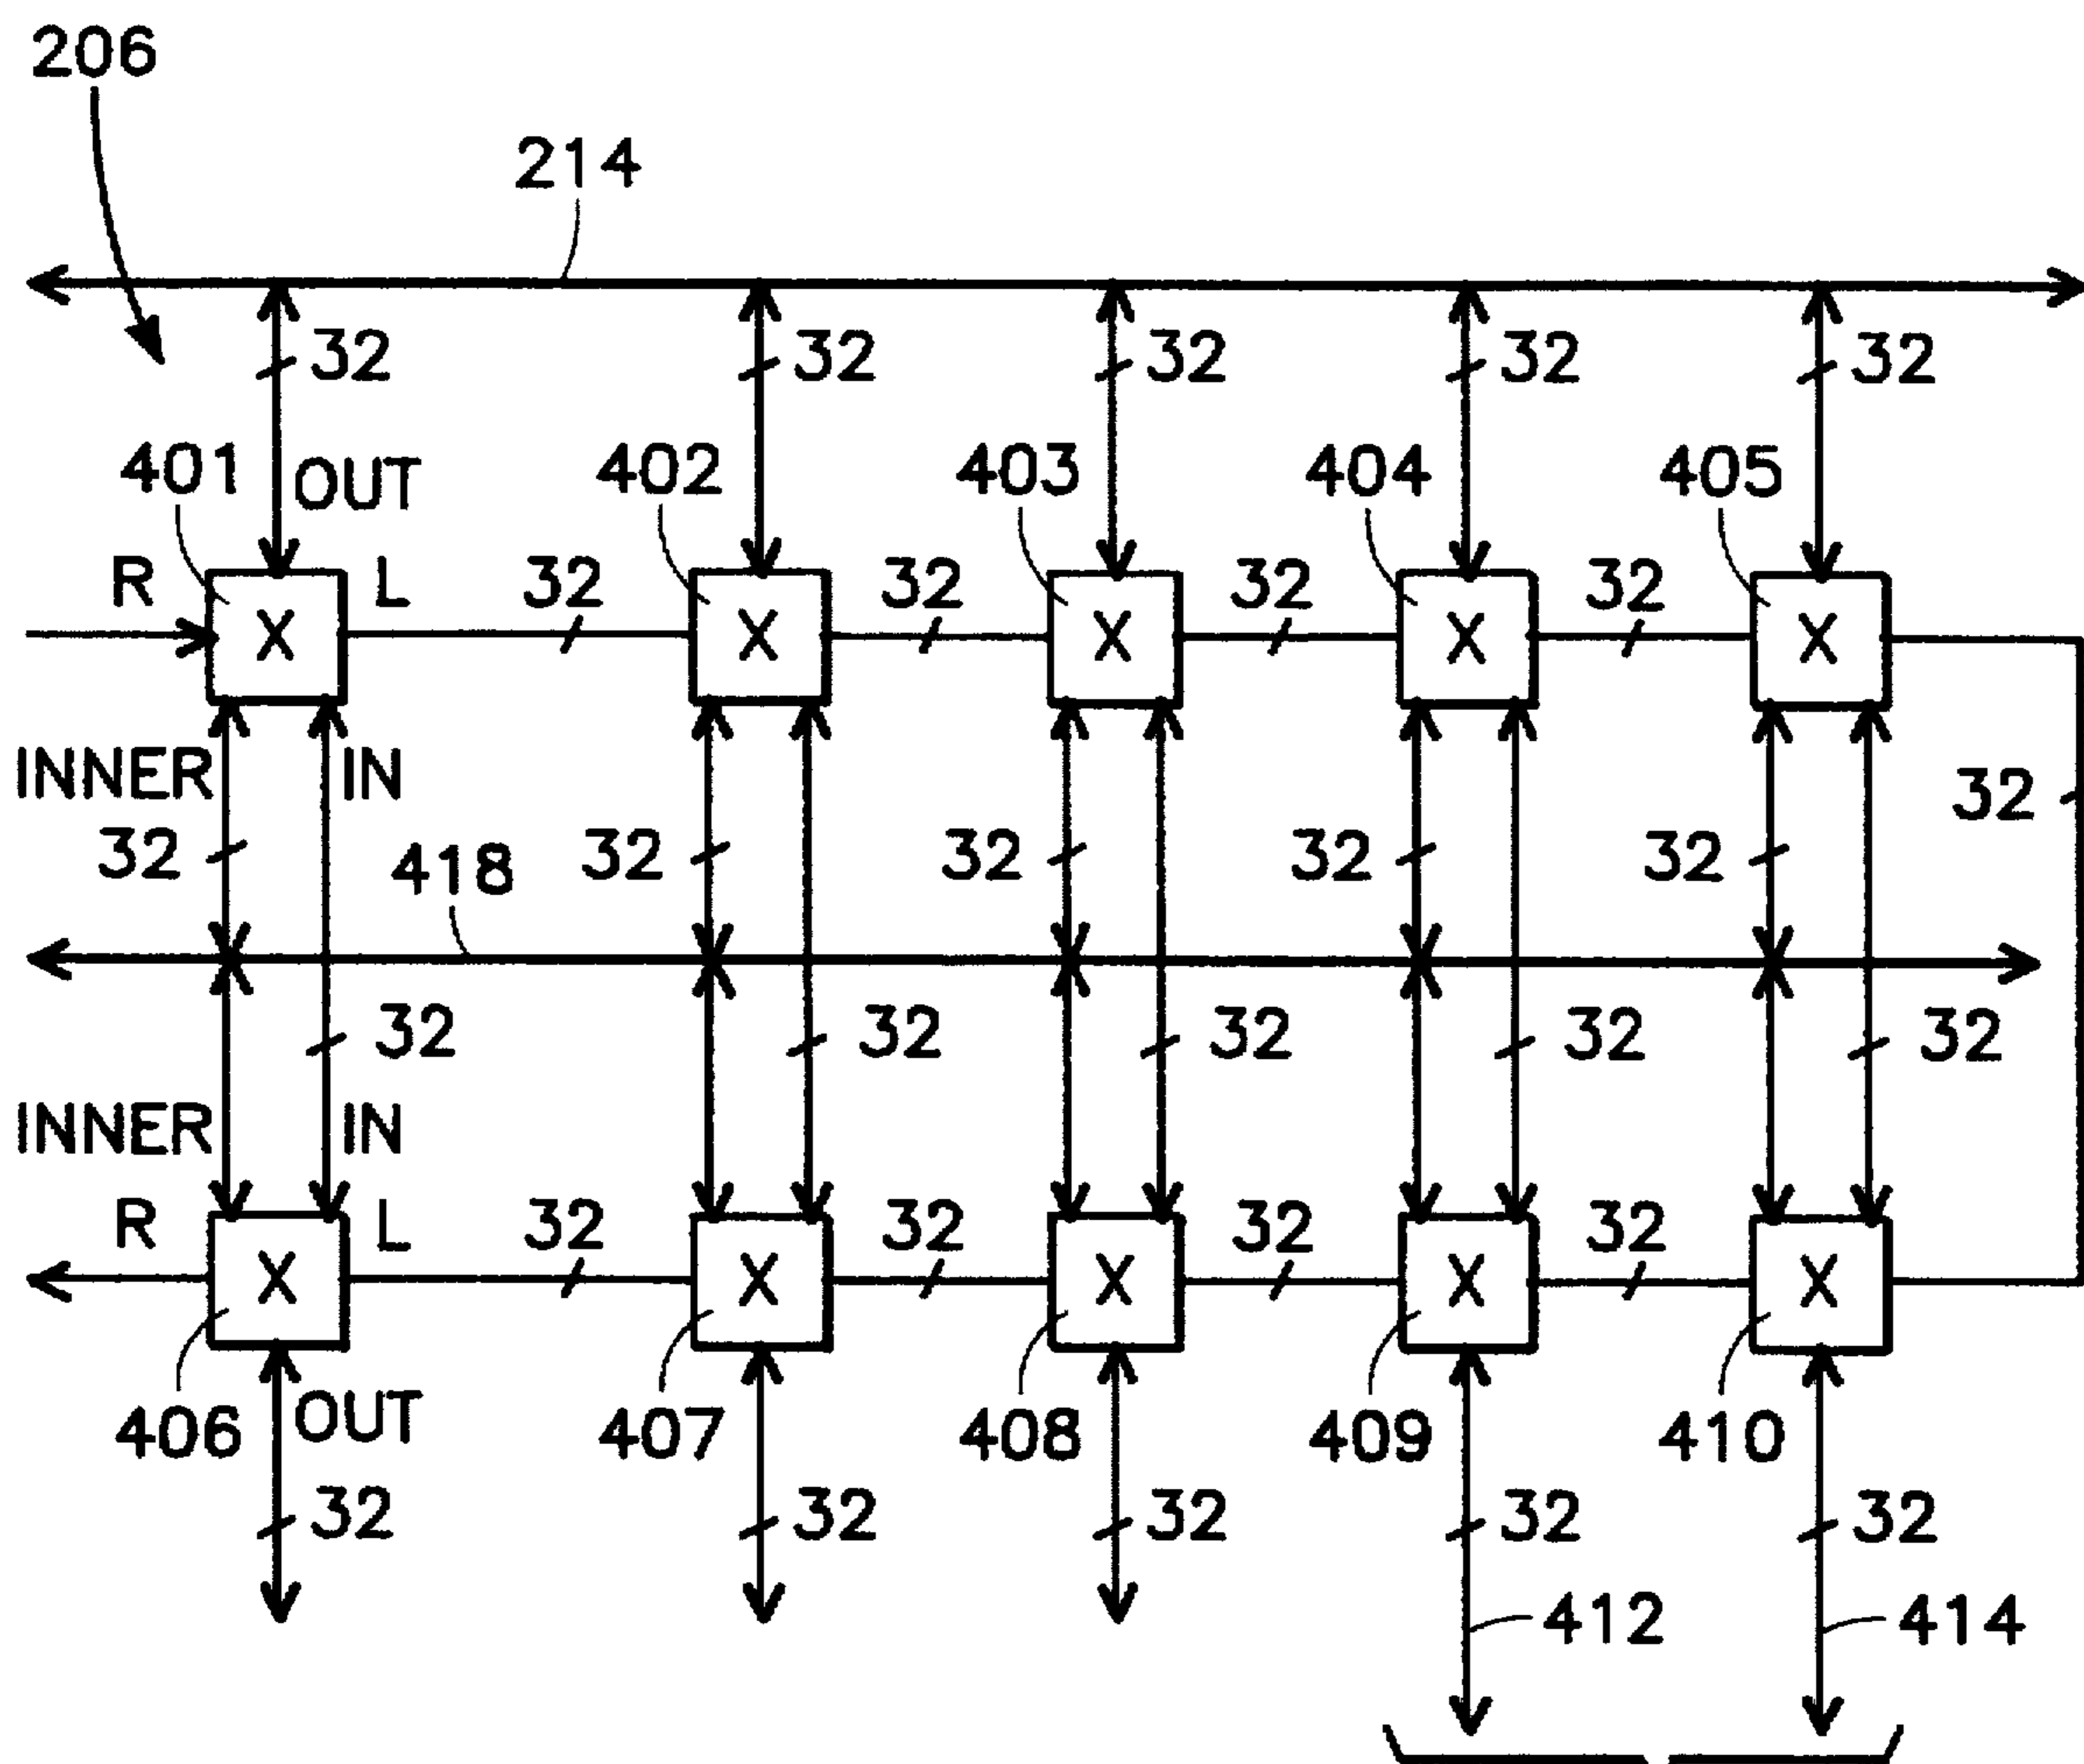 206
214
32 32 32 32 32
401 OUT 402 403 404 405
R L 32 32 32 32
X X X X X
INNER IN
32
32 418 32 32 32 32
32 32 32 32 32
INNER IN
R L 32 32 32 32
X X X X X
406 OUT 407 408 409 410
32 32 32 32 32
412 414